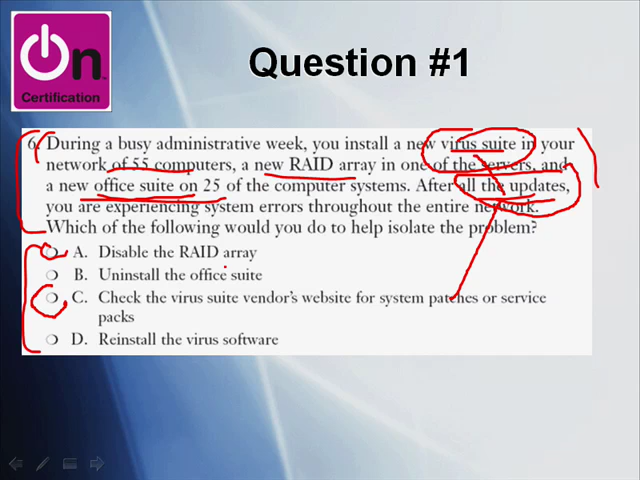 On
Certification
Question #1
6. During a busy administrative week, you install a new virus suite in your
network of 55 computers, a new RAID array in one of the servers, and
a new office suite on 25 of the computer systems. After all the updates,
you are experiencing system errors throughout the entire network.
Which of the following would you do to help isolate the problem?
A. Disable the RAID array
B. Uninstall the office suite
C. Check the virus suite vendor's website for system patches or service
packs
D. Reinstall the virus software